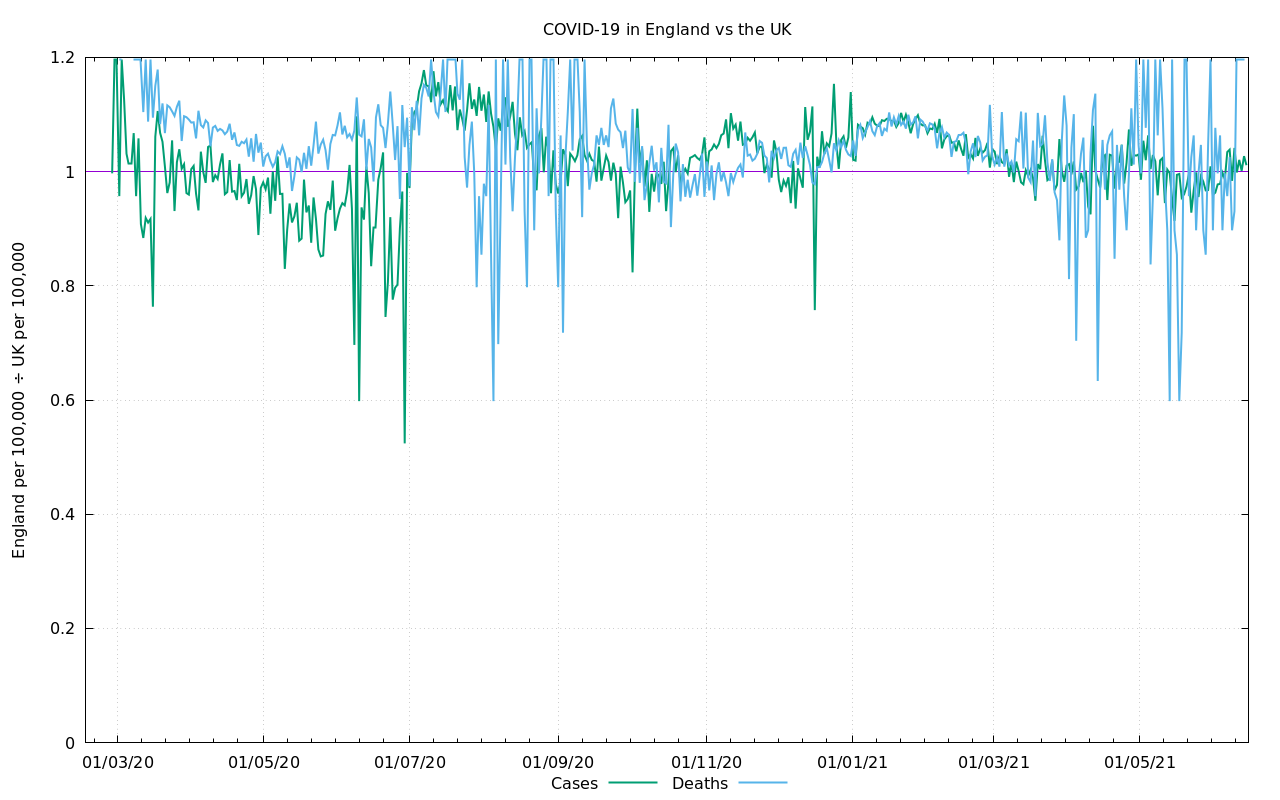 COVID-19 in England vs the UK
England per 100,000 ÷ UK per 100,000
1.2
1
0.8
0.6
0.4
0.2
0
01/03/20 01/05/20 01/07/20 01/09/20 01/11/20 01/01/21 01/03/21 01/05/21
Cases Deaths